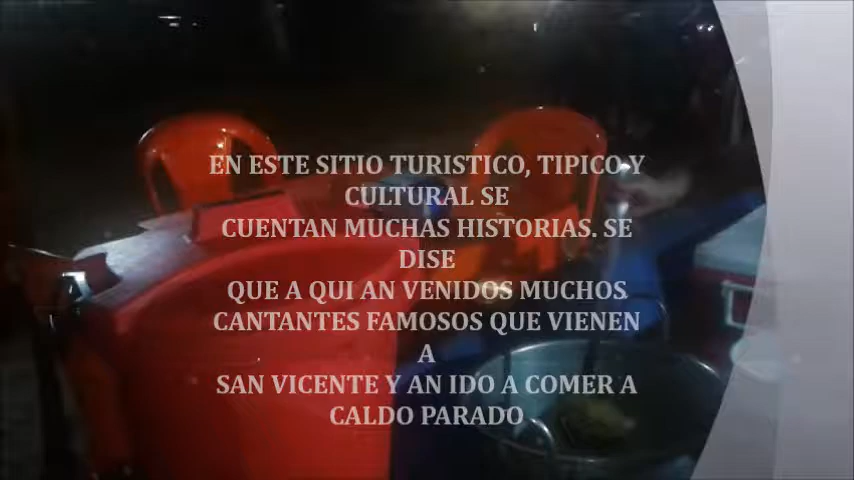 EN ESTE SITIO TURISTICO, TIPICO Y
CULTURAL SE
CUENTAN MUCHAS HISTORIAS. SE
DISE
QUE A QUI AN VENIDOS MUCHOS
CANTANTES FAMOSOS QUE VIENEN
A
SAN VICENTE Y AN IDO A COMER A
CALDO PARADO